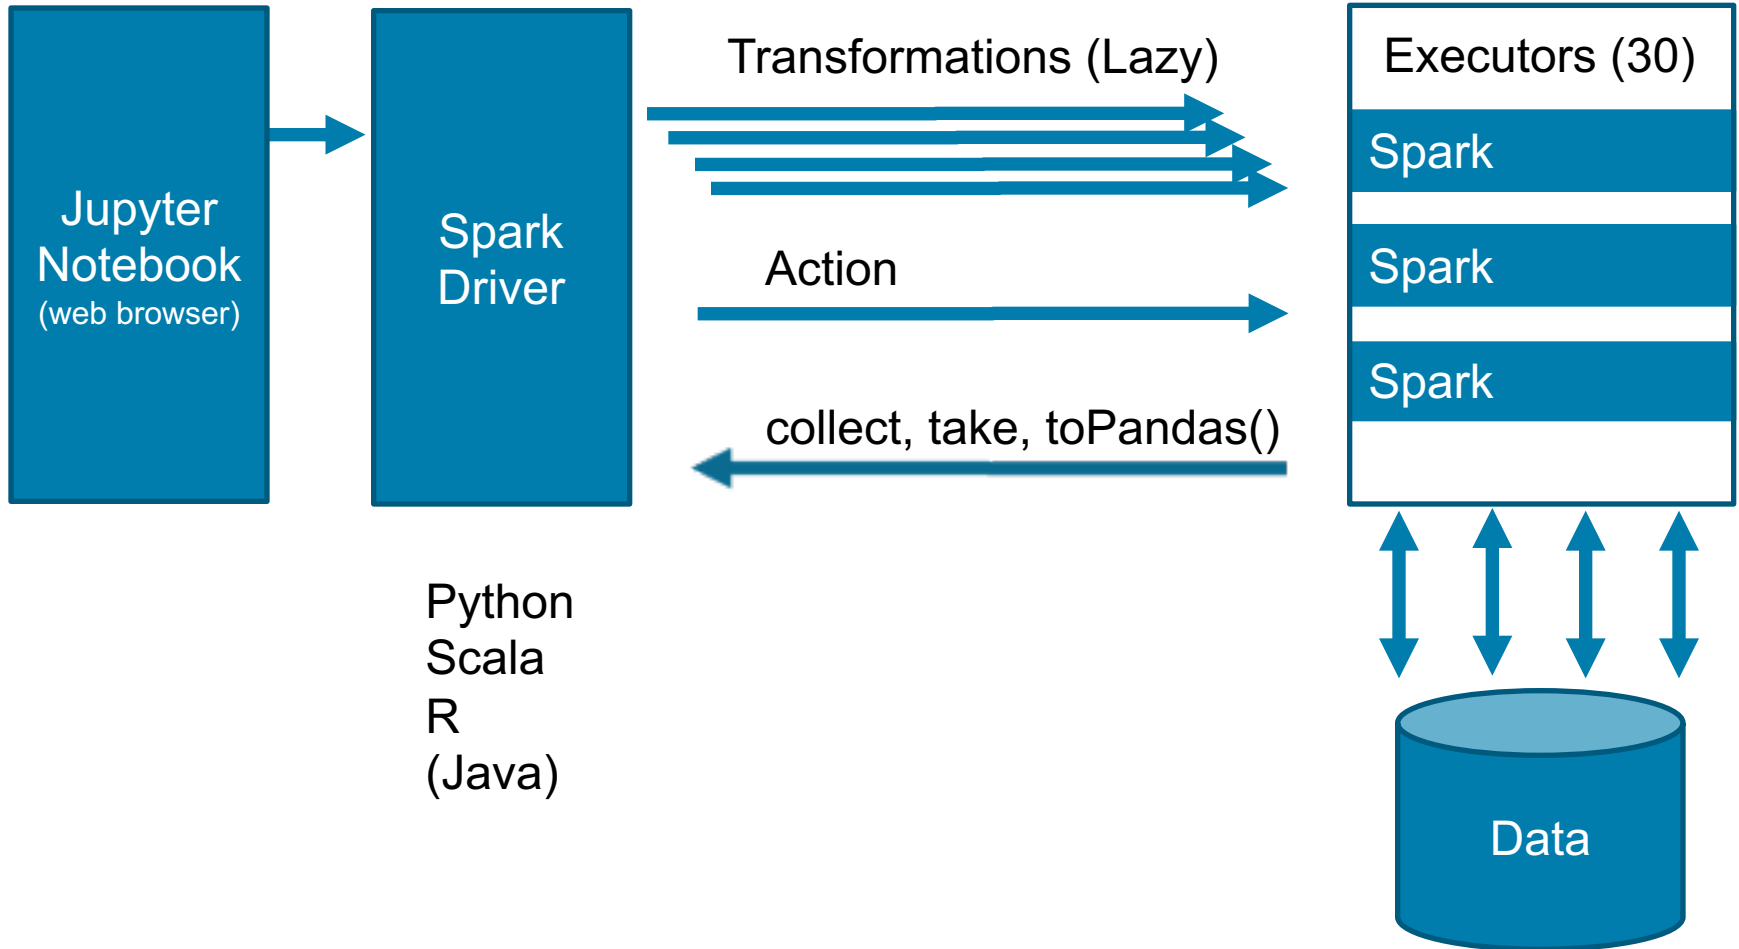 Jupyter
Notebook
(web browser)
Spark
Driver
Python
Scala
R
(Java)
Transformations (Lazy)
Action
collect, take, toPandas()
Executors (30)
Spark
Spark
Spark
Data